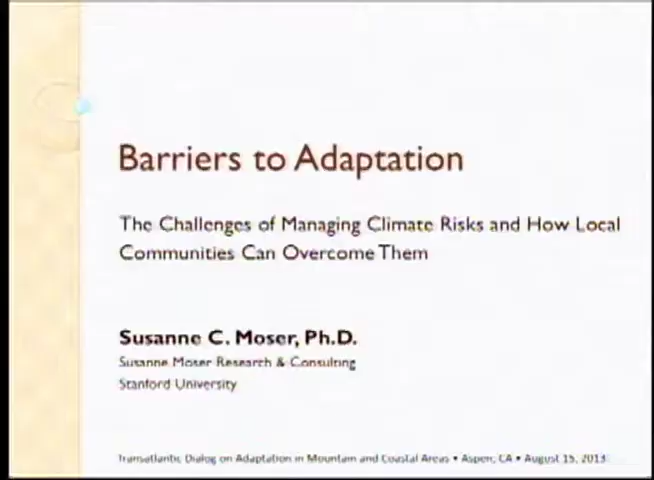 Barriers to Adaptation
The Challenges of Managing Climate Risks and How Local
Communities Can Overcome Them
Susanne C. Moser, Ph.D.
Susanne Moser Research & Consulting
Stanford University
Transatlantic Dialog on Adaptation in Mountain and Coastal Areas • Aspen, CA • August 15, 2013